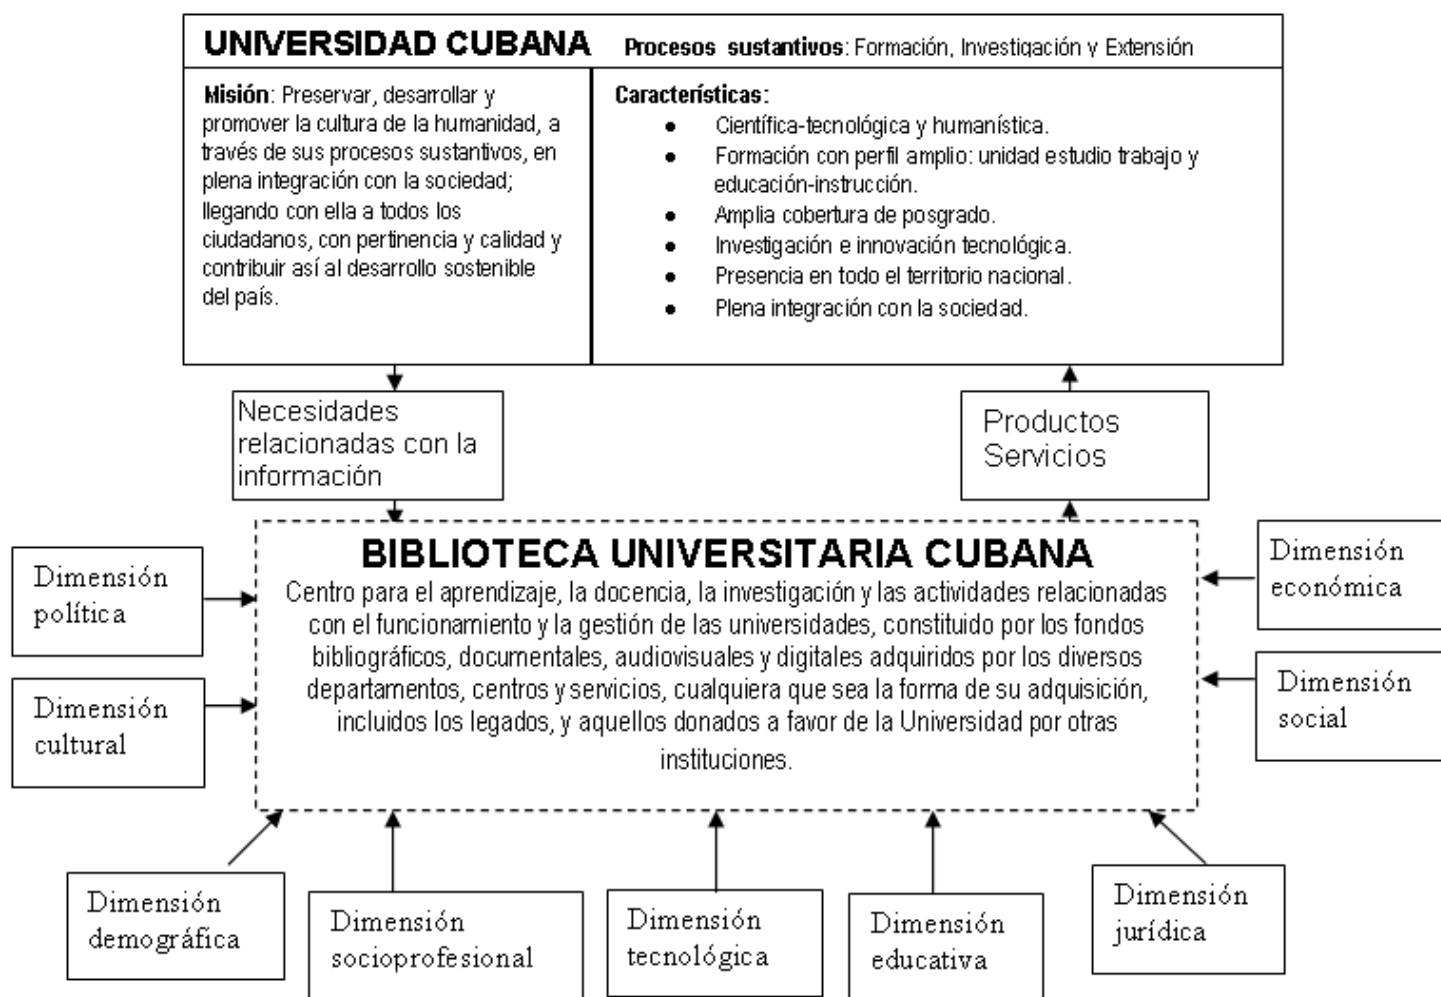 UNIVERSIDAD CUBANA Procesos sustantivos: Formación, Investigación y Extensión
Misión: Preservar, desarrollar y
promover la cultura de la humanidad, a
través de sus procesos sustantivos, en
plena integración con la sociedad;
llegando con ella a todos los
ciudadanos, con pertinencia y calidad y
contribuir así al desarrollo sostenible
del país.
Características:
• Científica-tecnológica y humanística.
• Formación con perfil amplio: unidad estudio trabajo y
educación-instrucción.
• Amplia cobertura de posgrado.
• Investigación e innovación tecnológica.
• Presencia en todo el territorio nacional.
• Plena integración con la sociedad.
Necesidades
relacionadas con la
información
Productos
Servicios
BIBLIOTECA UNIVERSITARIA CUBANA
Centro para el aprendizaje, la docencia, la investigación y las actividades relacionadas
con el funcionamiento y la gestión de las universidades, constituido por los fondos
bibliográficos, documentales, audiovisuales y digitales adquiridos por los diversos
departamentos, centros y servicios, cualquiera que sea la forma de su adquisición,
incluidos los legados, y aquellos donados a favor de la Universidad por otras
instituciones.
Dimensión
política
Dimensión
cultural
Dimensión
económica
Dimensión
social
Dimensión
demográfica
Dimensión
socioprofesional
Dimensión
tecnológica
Dimensión
educativa
Dimensión
jurídica